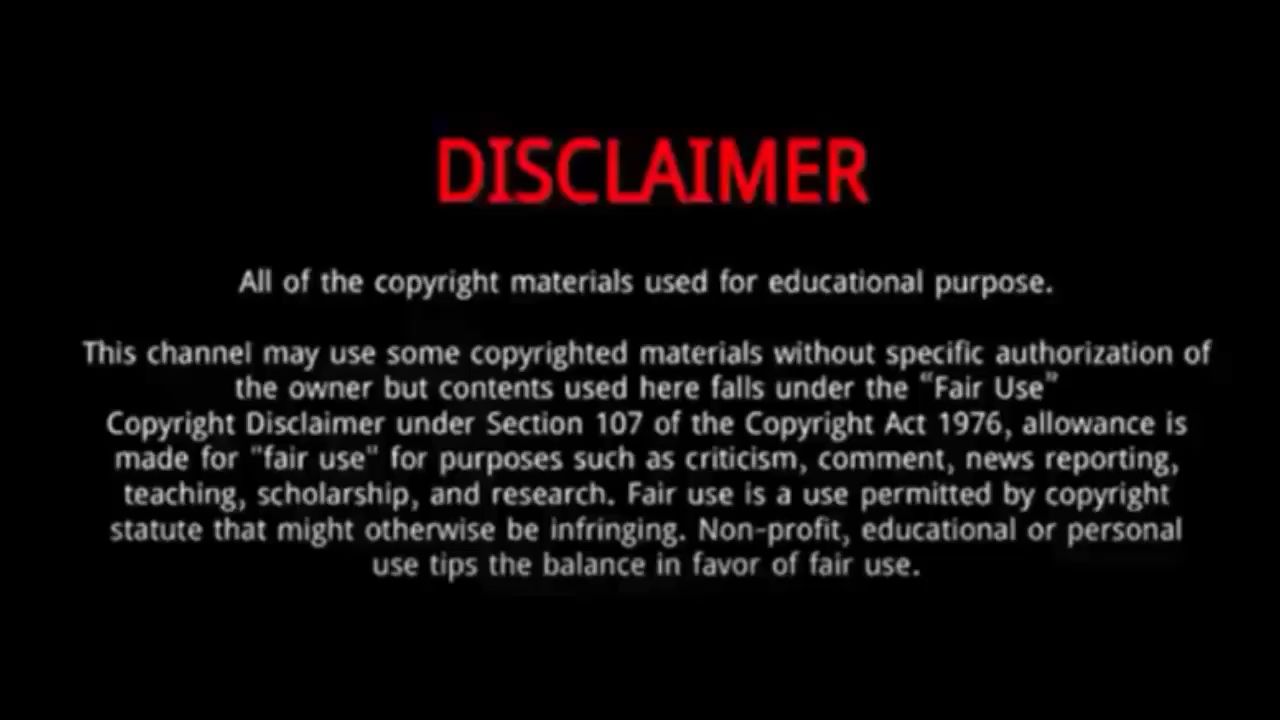 DISCLAIMER
All of the copyright materials used for educational purpose.
This channel may use some copyrighted materials without specific authorization of
the owner but contents used here falls under the “Fair Use”
Copyright Disclaimer under Section 107 of the Copyright Act 1976, allowance is
made for "fair use" for purposes such as criticism, comment, news reporting,
teaching, scholarship, and research. Fair use is a use permitted by copyright
statute that might otherwise be infringing. Non-profit, educational or personal
use tips the balance in favor of fair use.